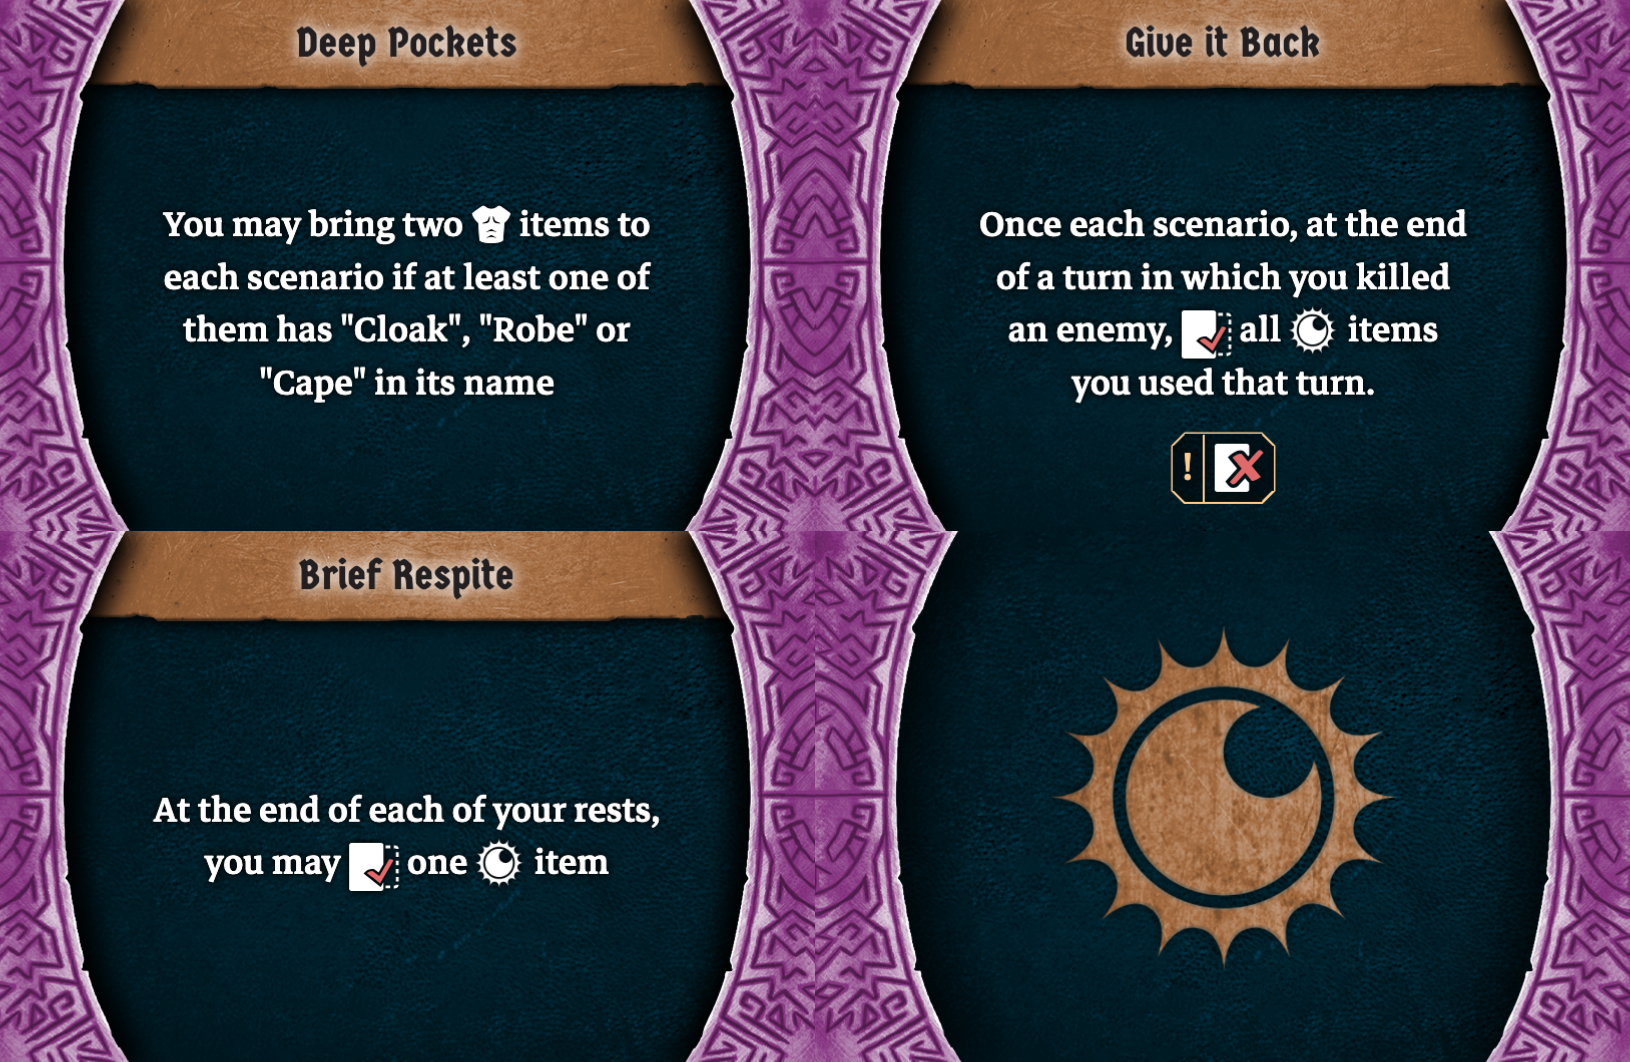 Deep Pockets
You may bring two items to
each scenario if at least one of
them has "Cloak", "Robe" or
"Cape" in its name
Give it Back
Once each scenario, at the end
of a turn in which you killed
an enemy, all items
you used that turn.
!
Brief Respite
At the end of each of your rests,
you may one item